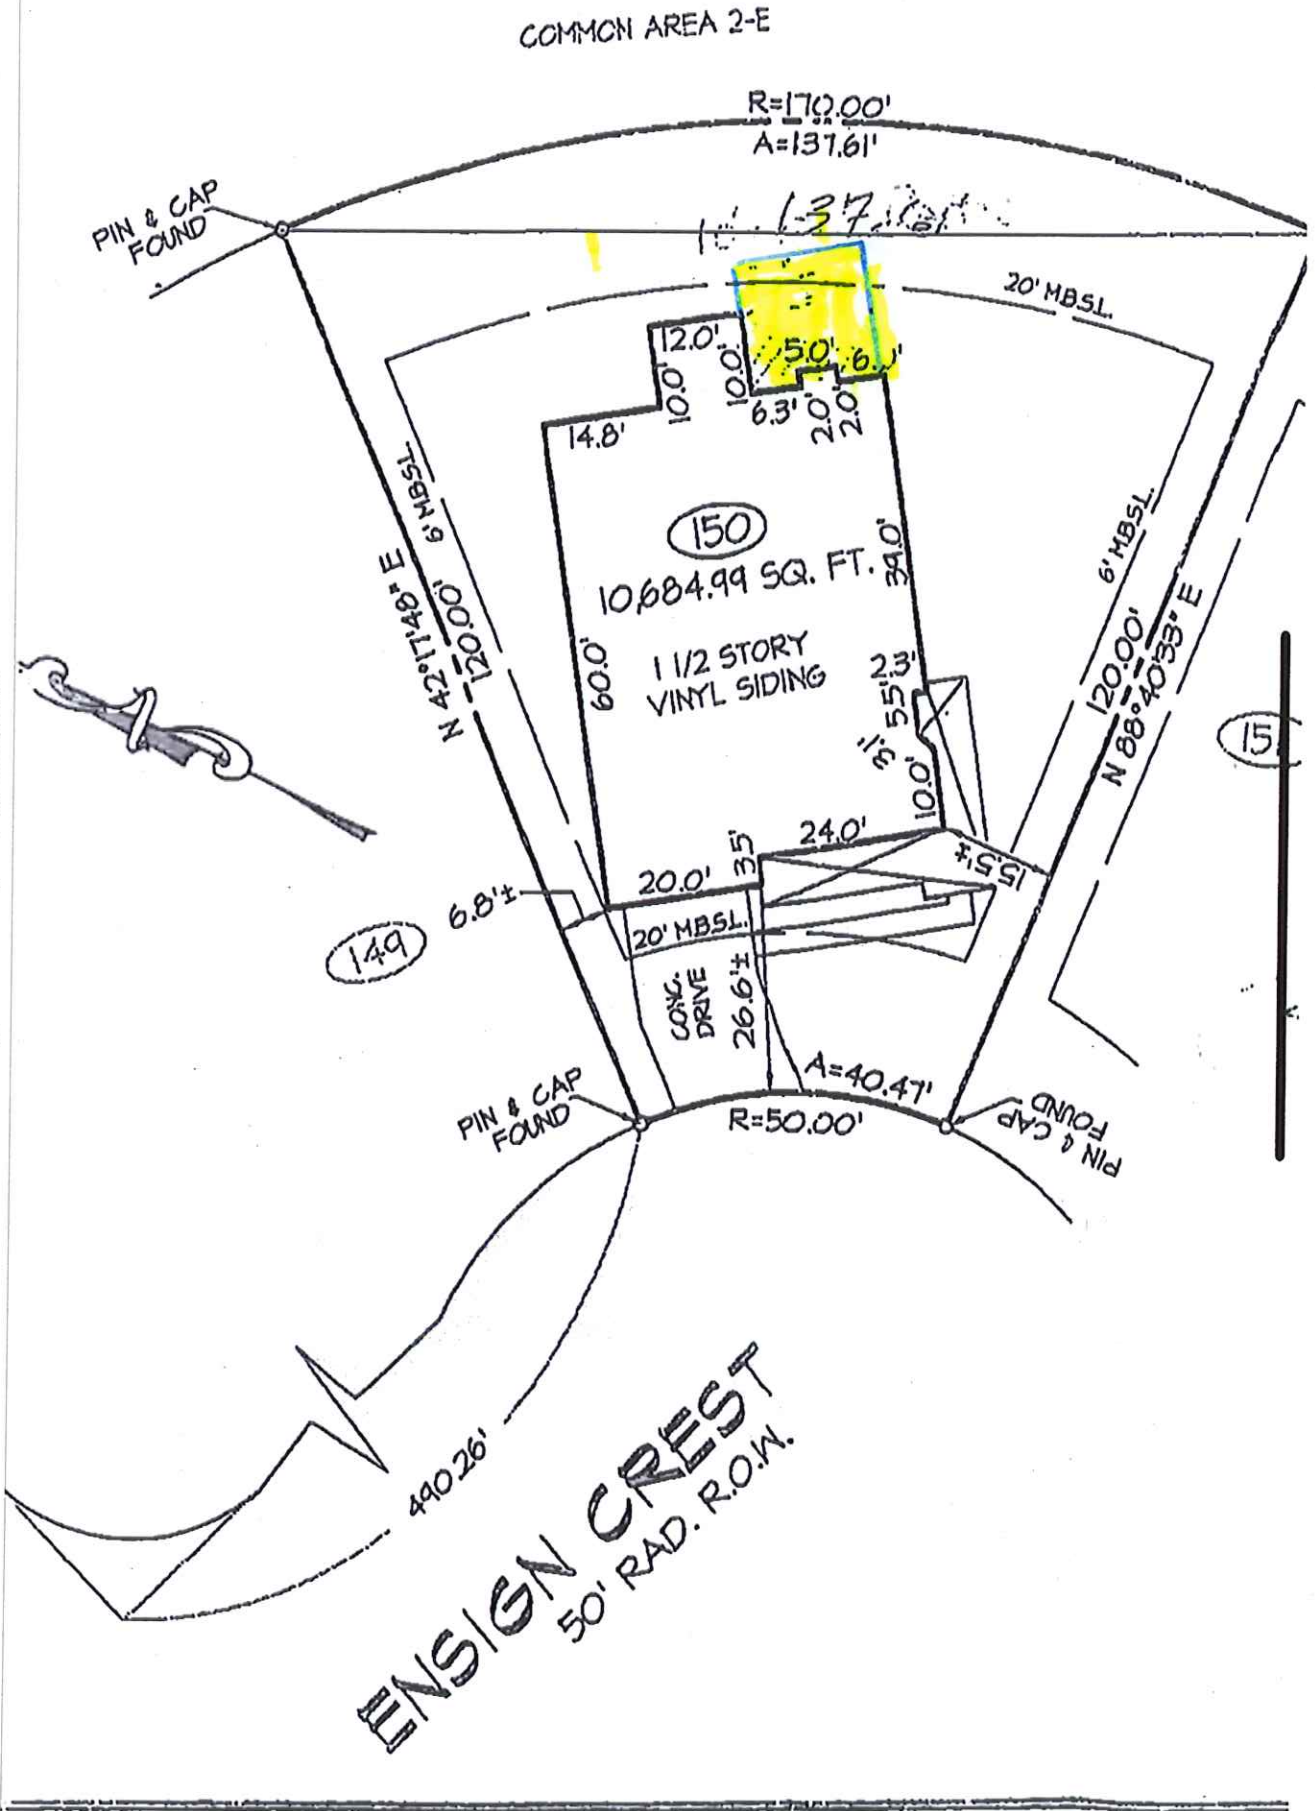 COMMON AREA 2-E
R=170.00'
A=137.61'
PIN & CAP
FOUND
20' MBSL.
12.0'
10.0'
10.0'
5.0'
6.3'
2.0'
2.0'
14.8'
6' MBSL.
N 42°17'48" E
120.00'
150
10,684.99 SQ. FT.
1 1/2 STORY
VINYL SIDING
60.0'
39.0'
6' MBSL.
120.00'
N 88°40'33" E
2.3'
5.5'
3.1'
10.0'
15
24.0'
3.5'
20.0'
15.5'±
6.8'±
149
20' MBSL.
CONC.
DRIVE
26.6'±
A=40.47'
R=50.00'
PIN & CAP
FOUND
PIN & CAP
FOUND
490.26'
ENSIGN CREST
50' RAD. R.O.W.